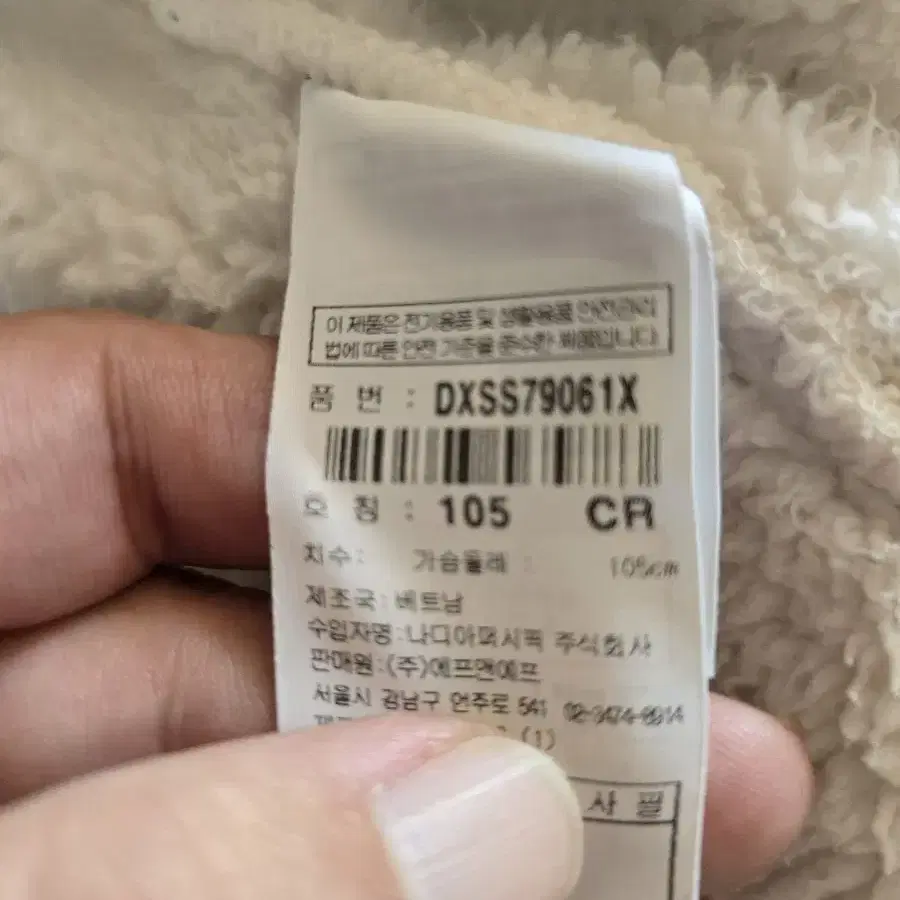 이 제품은 전기용품 및 생활용품 안전관리
법에 따른 안전 기준을 준수한 제품입니다
품 번 : DXSS79061X
호 칭 : 105 CR
치수: 가슴둘레 : 105cm
제조국:베트남
수입자명:나디아퍼시픽 주식회사
판매원:(주)에프앤에프
서울시 강남구 언주로 541 02-3474-6914
(1)
사 필